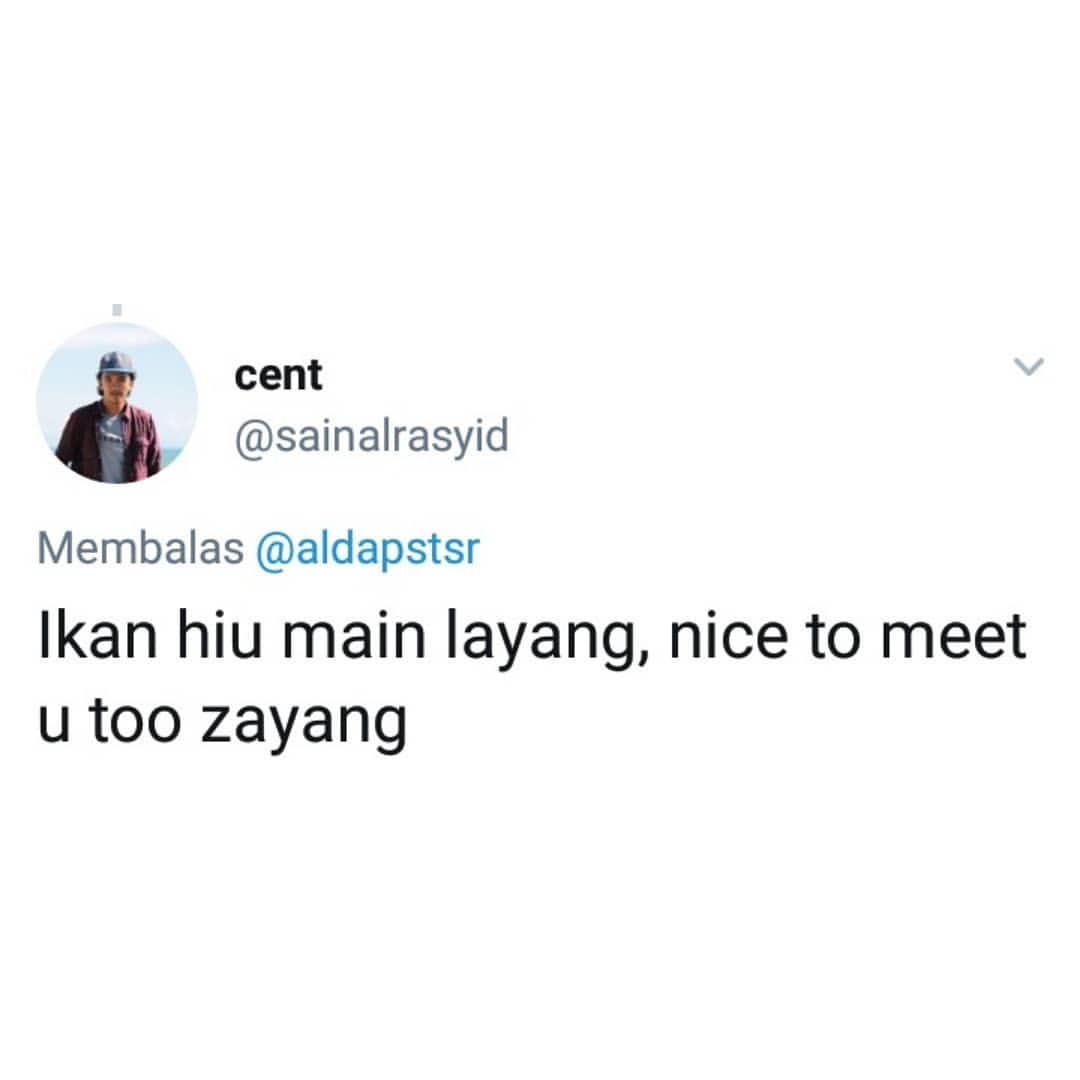 cent
@sainalrasyid
Membalas @aldapstsr
Ikan hiu main layang, nice to meet
u too zayang